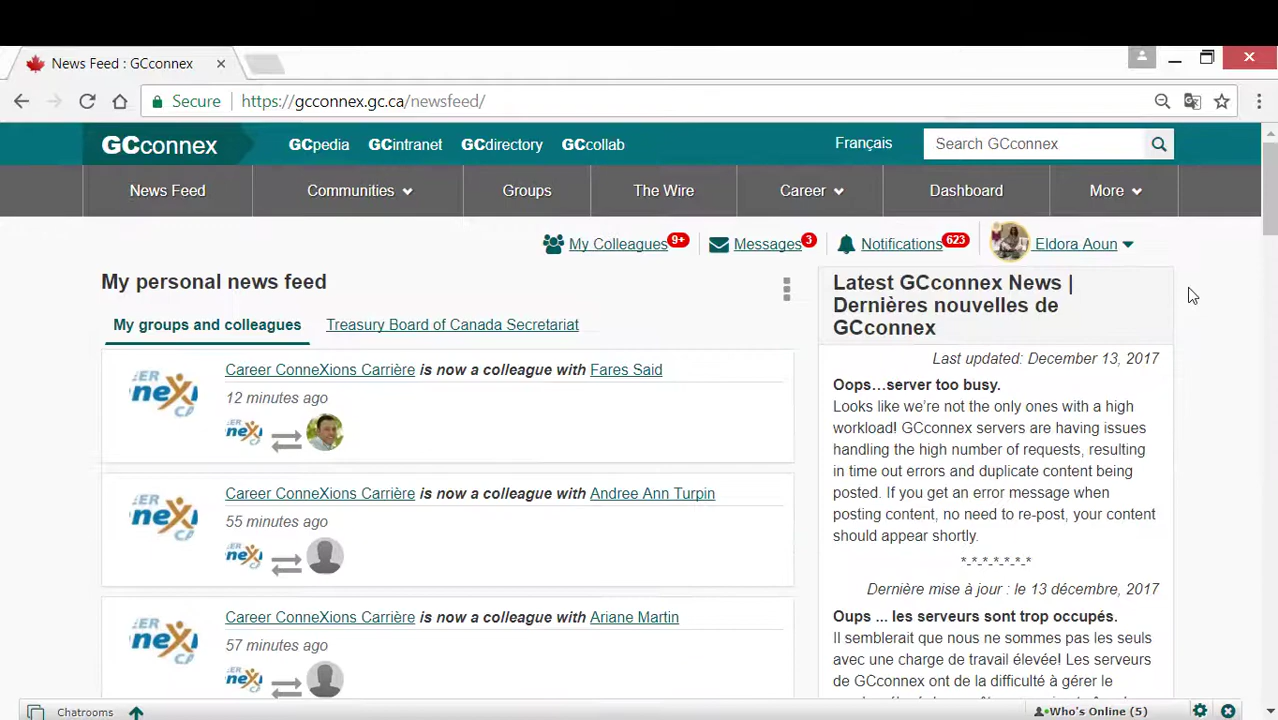 News Feed : GCconnex
Secure https://gcconnex.gc.ca/newsfeed/
GCconnex GCpedia GCintranet GCdirectory GCcollab Français Search GCconnex
News Feed Communities Groups The Wire Career Dashboard More
My Colleagues 9+ Messages 3 Notifications 623 Eldora Aoun
My personal news feed
My groups and colleagues Treasury Board of Canada Secretariat
Career ConneXions Carrière is now a colleague with Fares Said
12 minutes ago
Career ConneXions Carrière is now a colleague with Andree Ann Turpin
55 minutes ago
Career ConneXions Carrière is now a colleague with Ariane Martin
57 minutes ago
Latest GCconnex News |
Dernières nouvelles de
GCconnex
Last updated: December 13, 2017
Oops…server too busy.
Looks like we're not the only ones with a high
workload! GCconnex servers are having issues
handling the high number of requests, resulting
in time out errors and duplicate content being
posted. If you get an error message when
posting content, no need to re-post, your content
should appear shortly.
*-*-*-*-*-*-*
Dernière mise à jour : le 13 décembre, 2017
Oups ... les serveurs sont trop occupés.
Il semblerait que nous ne sommes pas les seuls
avec une charge de travail élevée! Les serveurs
de GCconnex ont de la difficulté à gérer le
Chatrooms Who's Online (5)